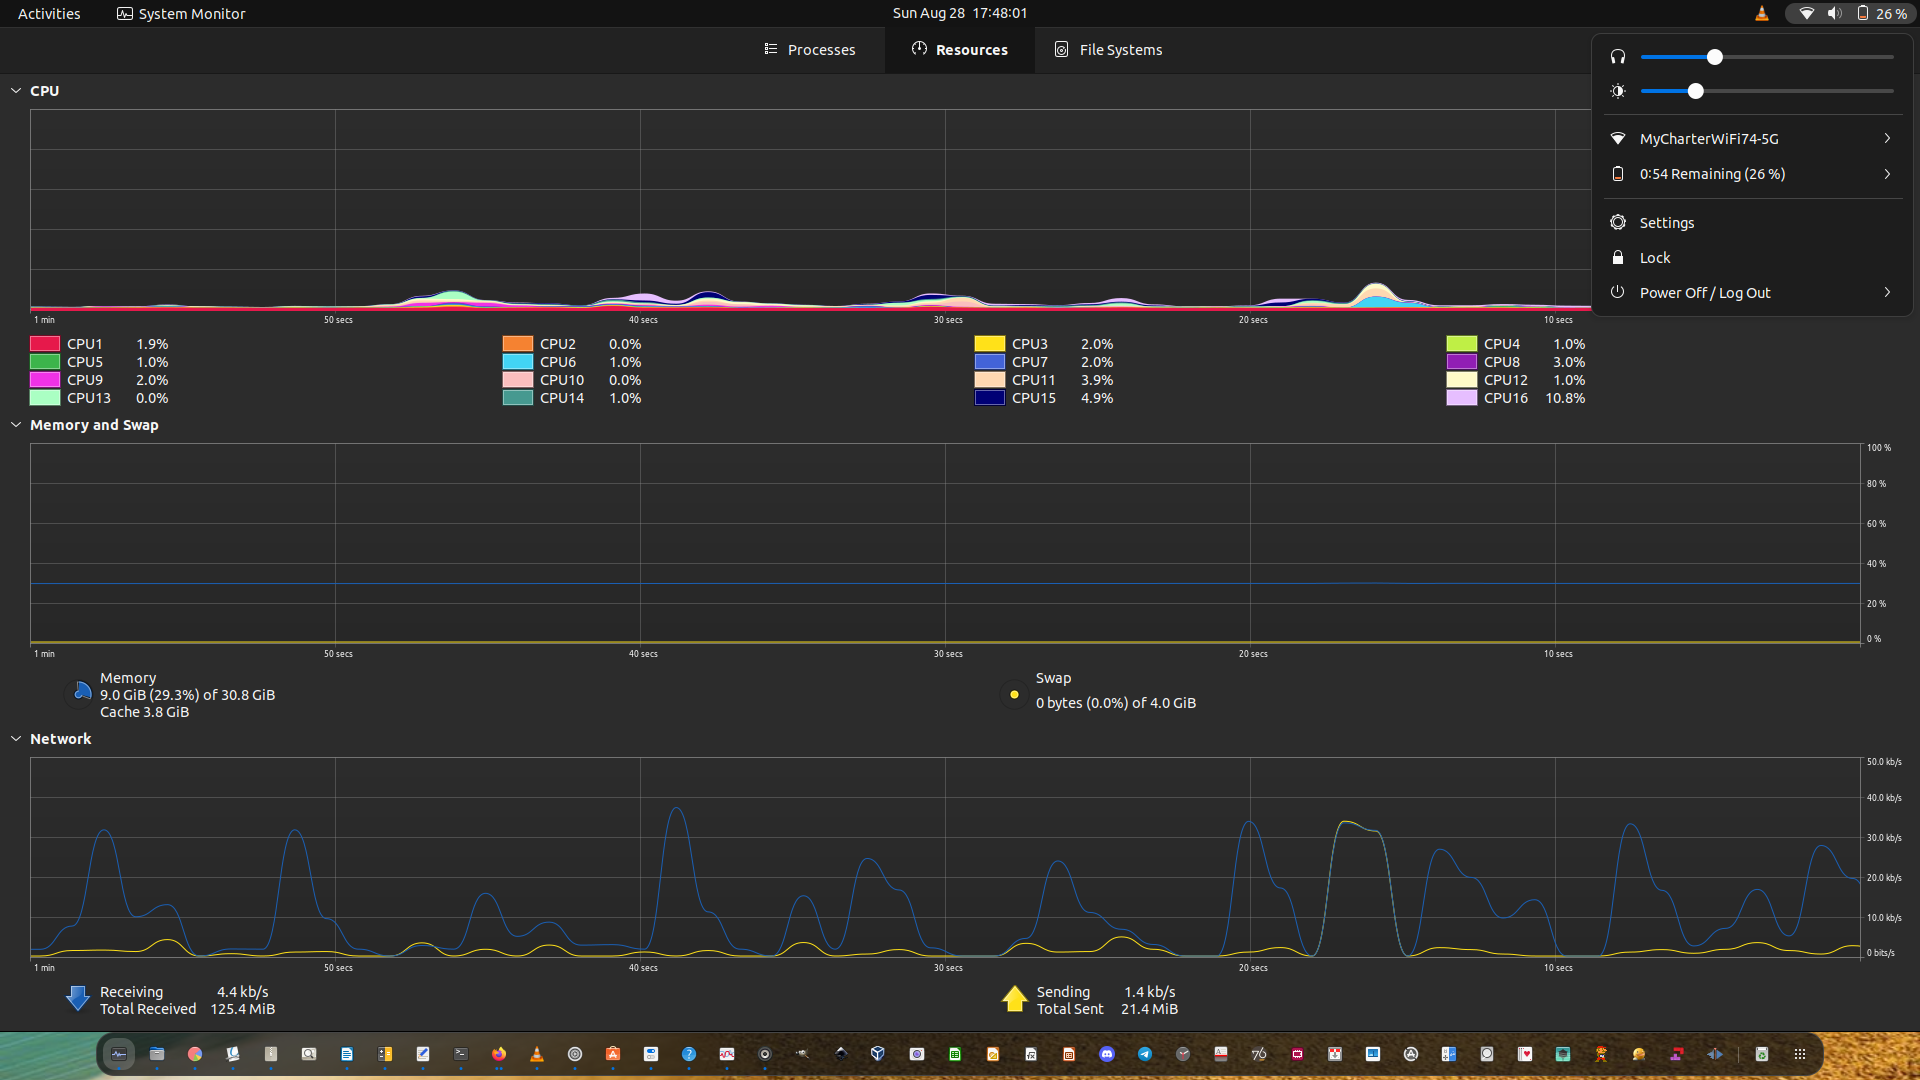 Activities
System Monitor
Sun Aug 28 17:48:01
26 %
Processes
Resources
File Systems
MyCharterWiFi74-5G
0:54 Remaining (26 %)
Settings
Lock
Power Off / Log Out
CPU
1 min 50 secs 40 secs 30 secs 20 secs 10 secs
CPU1 1.9% CPU2 0.0% CPU3 2.0% CPU4 1.0%
CPU5 1.0% CPU6 1.0% CPU7 2.0% CPU8 3.0%
CPU9 2.0% CPU10 0.0% CPU11 3.9% CPU12 1.0%
CPU13 0.0% CPU14 1.0% CPU15 4.9% CPU16 10.8%
Memory and Swap
100 %
80 %
60 %
40 %
20 %
0 %
1 min 50 secs 40 secs 30 secs 20 secs 10 secs
Memory
9.0 GiB (29.3%) of 30.8 GiB
Cache 3.8 GiB
Swap
0 bytes (0.0%) of 4.0 GiB
Network
50.0 kb/s
40.0 kb/s
30.0 kb/s
20.0 kb/s
10.0 kb/s
0 bits/s
1 min 50 secs 40 secs 30 secs 20 secs 10 secs
Receiving 4.4 kb/s
Total Received 125.4 MiB
Sending 1.4 kb/s
Total Sent 21.4 MiB
76